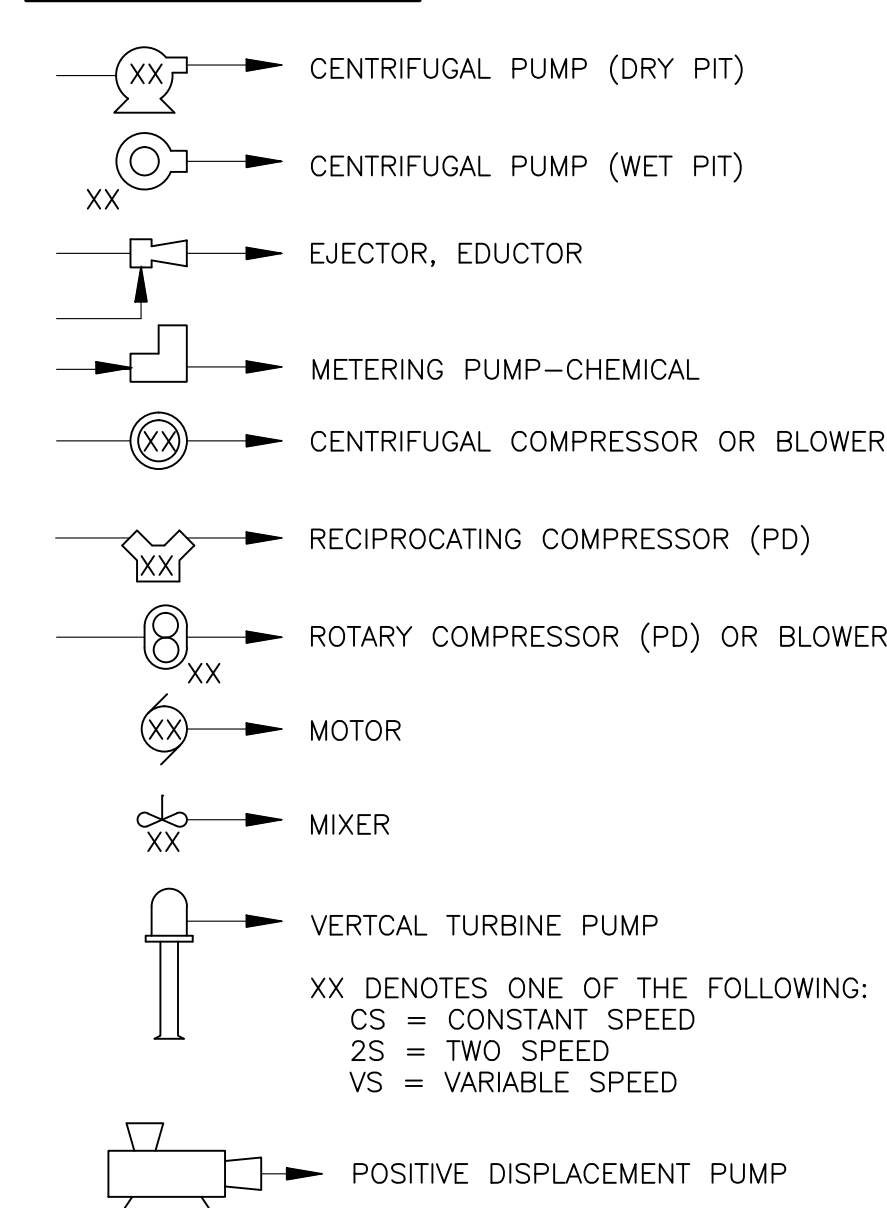 XX CENTRIFUGAL PUMP (DRY PIT)
CENTRIFUGAL PUMP (WET PIT)
XX
EJECTOR, EDUCTOR
METERING PUMP-CHEMICAL
XX CENTRIFUGAL COMPRESSOR OR BLOWER
XX RECIPROCATING COMPRESSOR (PD)
ROTARY COMPRESSOR (PD) OR BLOWER
XX
XX MOTOR
MIXER
XX
VERTCAL TURBINE PUMP
XX DENOTES ONE OF THE FOLLOWING:
CS = CONSTANT SPEED
2S = TWO SPEED
VS = VARIABLE SPEED
POSITIVE DISPLACEMENT PUMP